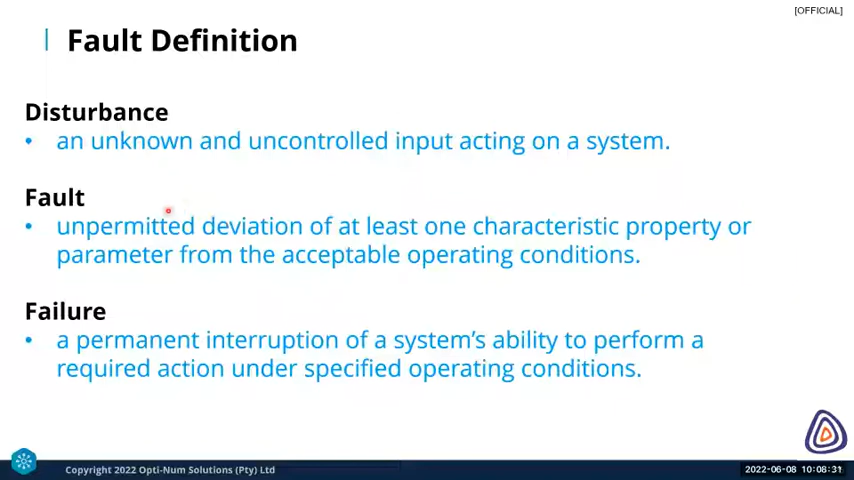 [OFFICIAL]
Fault Definition
Disturbance
• an unknown and uncontrolled input acting on a system.
Fault
• unpermitted deviation of at least one characteristic property or
parameter from the acceptable operating conditions.
Failure
• a permanent interruption of a system's ability to perform a
required action under specified operating conditions.
Copyright 2022 Opti-Num Solutions (Pty) Ltd
2022-06-08 10:08:31